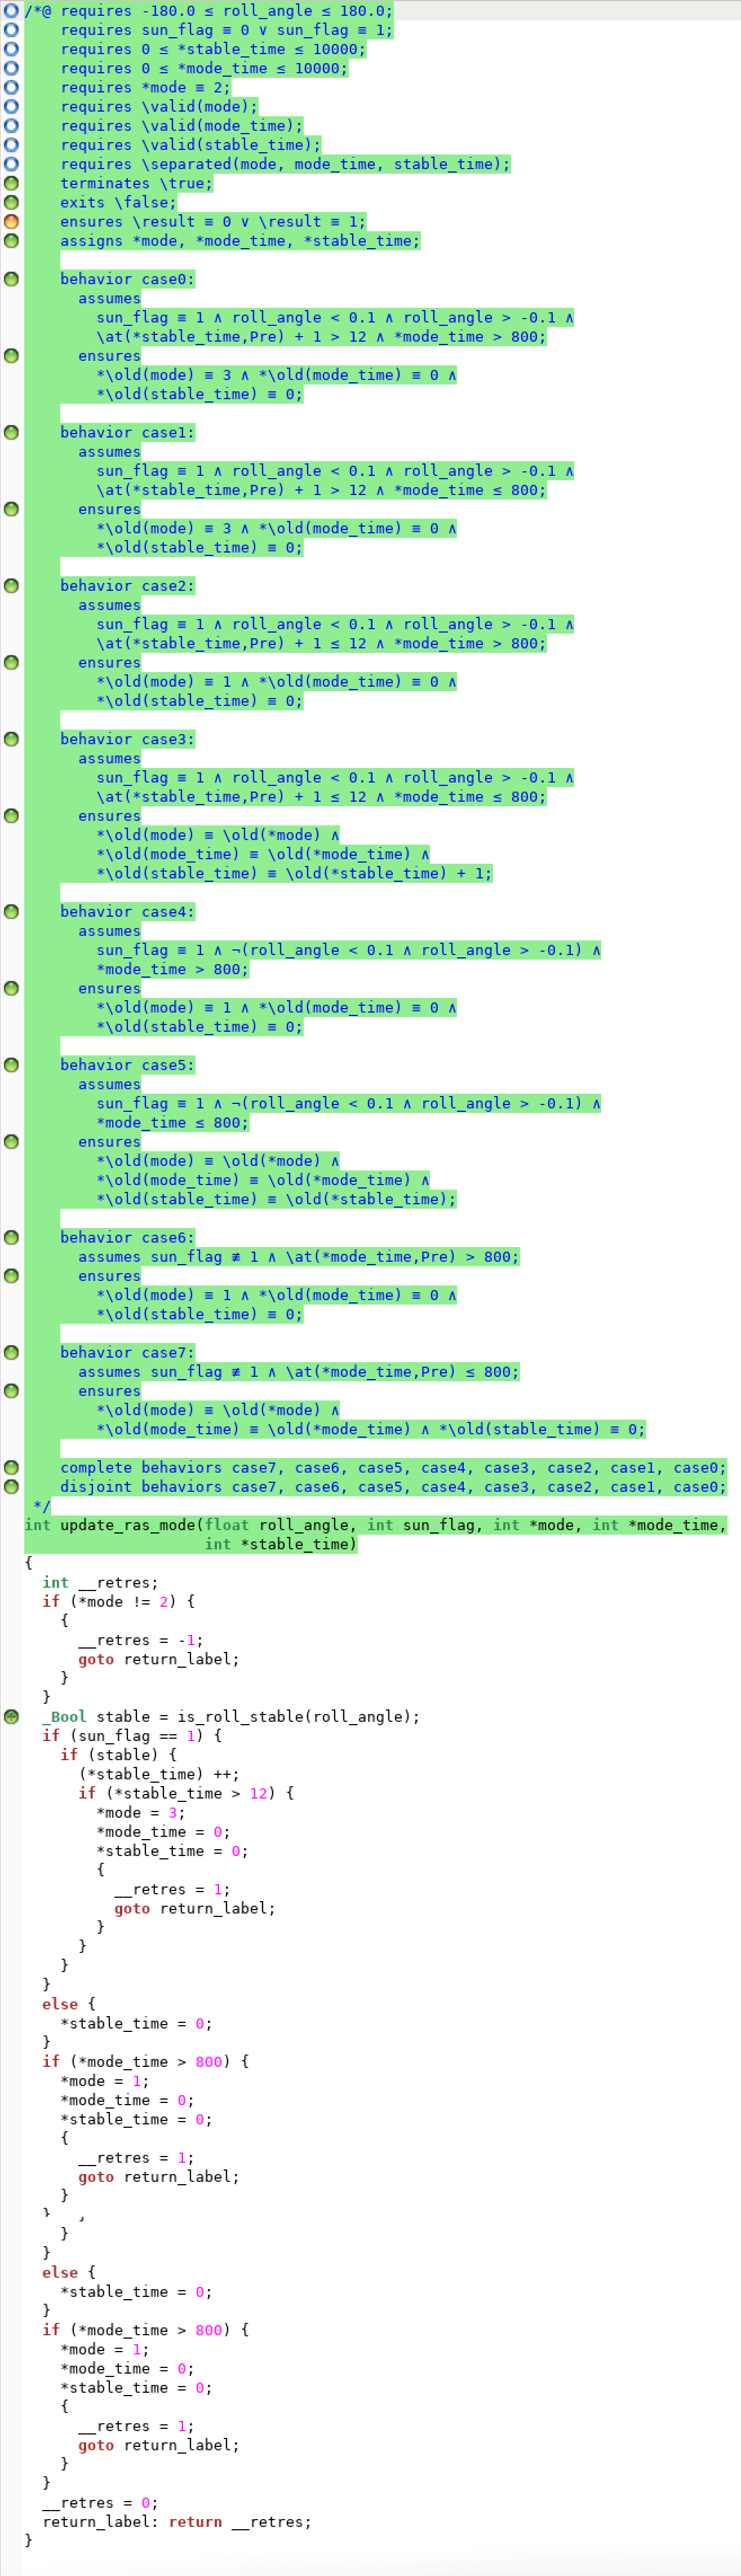 /*@ requires -180.0 ≤ roll_angle ≤ 180.0;
    requires sun_flag ≡ 0 ∨ sun_flag ≡ 1;
    requires 0 ≤ *stable_time ≤ 10000;
    requires 0 ≤ *mode_time ≤ 10000;
    requires *mode ≡ 2;
    requires \valid(mode);
    requires \valid(mode_time);
    requires \valid(stable_time);
    requires \separated(mode, mode_time, stable_time);
    terminates \true;
    exits \false;
    ensures \result ≡ 0 ∨ \result ≡ 1;
    assigns *mode, *mode_time, *stable_time;
    behavior case0:
      assumes
        sun_flag ≡ 1 ∧ roll_angle < 0.1 ∧ roll_angle > -0.1 ∧
        \at(*stable_time,Pre) + 1 > 12 ∧ *mode_time > 800;
      ensures
        *\old(mode) ≡ 3 ∧ *\old(mode_time) ≡ 0 ∧
        *\old(stable_time) ≡ 0;
    behavior case1:
      assumes
        sun_flag ≡ 1 ∧ roll_angle < 0.1 ∧ roll_angle > -0.1 ∧
        \at(*stable_time,Pre) + 1 > 12 ∧ *mode_time ≤ 800;
      ensures
        *\old(mode) ≡ 3 ∧ *\old(mode_time) ≡ 0 ∧
        *\old(stable_time) ≡ 0;
    behavior case2:
      assumes
        sun_flag ≡ 1 ∧ roll_angle < 0.1 ∧ roll_angle > -0.1 ∧
        \at(*stable_time,Pre) + 1 ≤ 12 ∧ *mode_time > 800;
      ensures
        *\old(mode) ≡ 1 ∧ *\old(mode_time) ≡ 0 ∧
        *\old(stable_time) ≡ 0;
    behavior case3:
      assumes
        sun_flag ≡ 1 ∧ roll_angle < 0.1 ∧ roll_angle > -0.1 ∧
        \at(*stable_time,Pre) + 1 ≤ 12 ∧ *mode_time ≤ 800;
      ensures
        *\old(mode) ≡ \old(*mode) ∧
        *\old(mode_time) ≡ \old(*mode_time) ∧
        *\old(stable_time) ≡ \old(*stable_time) + 1;
    behavior case4:
      assumes
        sun_flag ≡ 1 ∧ ¬(roll_angle < 0.1 ∧ roll_angle > -0.1) ∧
        *mode_time > 800;
      ensures
        *\old(mode) ≡ 1 ∧ *\old(mode_time) ≡ 0 ∧
        *\old(stable_time) ≡ 0;
    behavior case5:
      assumes
        sun_flag ≡ 1 ∧ ¬(roll_angle < 0.1 ∧ roll_angle > -0.1) ∧
        *mode_time ≤ 800;
      ensures
        *\old(mode) ≡ \old(*mode) ∧
        *\old(mode_time) ≡ \old(*mode_time) ∧
        *\old(stable_time) ≡ \old(*stable_time);
    behavior case6:
      assumes sun_flag ≢ 1 ∧ \at(*mode_time,Pre) > 800;
      ensures
        *\old(mode) ≡ 1 ∧ *\old(mode_time) ≡ 0 ∧
        *\old(stable_time) ≡ 0;
    behavior case7:
      assumes sun_flag ≢ 1 ∧ \at(*mode_time,Pre) ≤ 800;
      ensures
        *\old(mode) ≡ \old(*mode) ∧
        *\old(mode_time) ≡ \old(*mode_time) ∧ *\old(stable_time) ≡ 0;
    complete behaviors case7, case6, case5, case4, case3, case2, case1, case0;
    disjoint behaviors case7, case6, case5, case4, case3, case2, case1, case0;
 */
int update_ras_mode(float roll_angle, int sun_flag, int *mode, int *mode_time,
                    int *stable_time)
{
  int __retres;
  if (*mode != 2) {
    {
      __retres = -1;
      goto return_label;
    }
  }
  _Bool stable = is_roll_stable(roll_angle);
  if (sun_flag == 1) {
    if (stable) {
      (*stable_time) ++;
      if (*stable_time > 12) {
        *mode = 3;
        *mode_time = 0;
        *stable_time = 0;
        {
          __retres = 1;
          goto return_label;
        }
      }
    }
  }
  else {
    *stable_time = 0;
  }
  if (*mode_time > 800) {
    *mode = 1;
    *mode_time = 0;
    *stable_time = 0;
    {
      __retres = 1;
      goto return_label;
    }
  }
    }
  }
  else {
    *stable_time = 0;
  }
  if (*mode_time > 800) {
    *mode = 1;
    *mode_time = 0;
    *stable_time = 0;
    {
      __retres = 1;
      goto return_label;
    }
  }
  __retres = 0;
  return_label: return __retres;
}